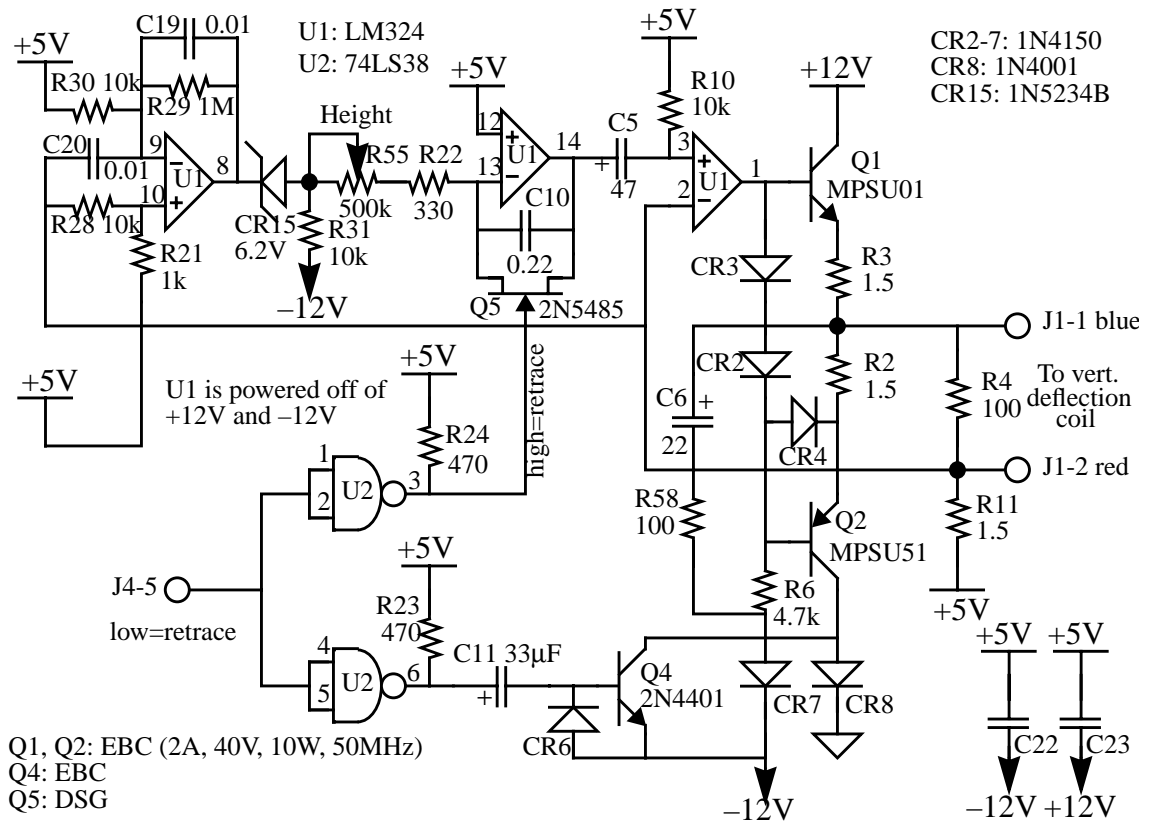 C19 0.01
U1: LM324
U2: 74LS38
CR2-7: 1N4150
CR8: 1N4001
CR15: 1N5234B
+5V
R30 10k
R29 1M
C20
0.01
9
10
8
−
+
U1
R28 10k
R21
1k
+5V
CR15
6.2V
Height
R55
500k
R22
330
R31
10k
−12V
+5V
12
13
14
+
−
U1
C10
0.22
Q5
2N5485
C5
+
47
+5V
R10
10k
3
2
1
+
−
U1
+12V
Q1
MPSU01
CR3
R3
1.5
J1-1 blue
CR2
R2
1.5
R4
100
To vert.
deflection
coil
C6
+
22
CR4
J1-2 red
R58
100
Q2
MPSU51
R11
1.5
+5V
U1 is powered off of
+12V and −12V
+5V
R24
470
high=retrace
1
2
U2
3
J4-5
low=retrace
+5V
R23
470
4
5
U2
6
C11 33μF
+
CR6
Q4
2N4401
R6
4.7k
CR7
CR8
−12V
+5V
+5V
C22
C23
−12V
+12V
Q1, Q2: EBC (2A, 40V, 10W, 50MHz)
Q4: EBC
Q5: DSG